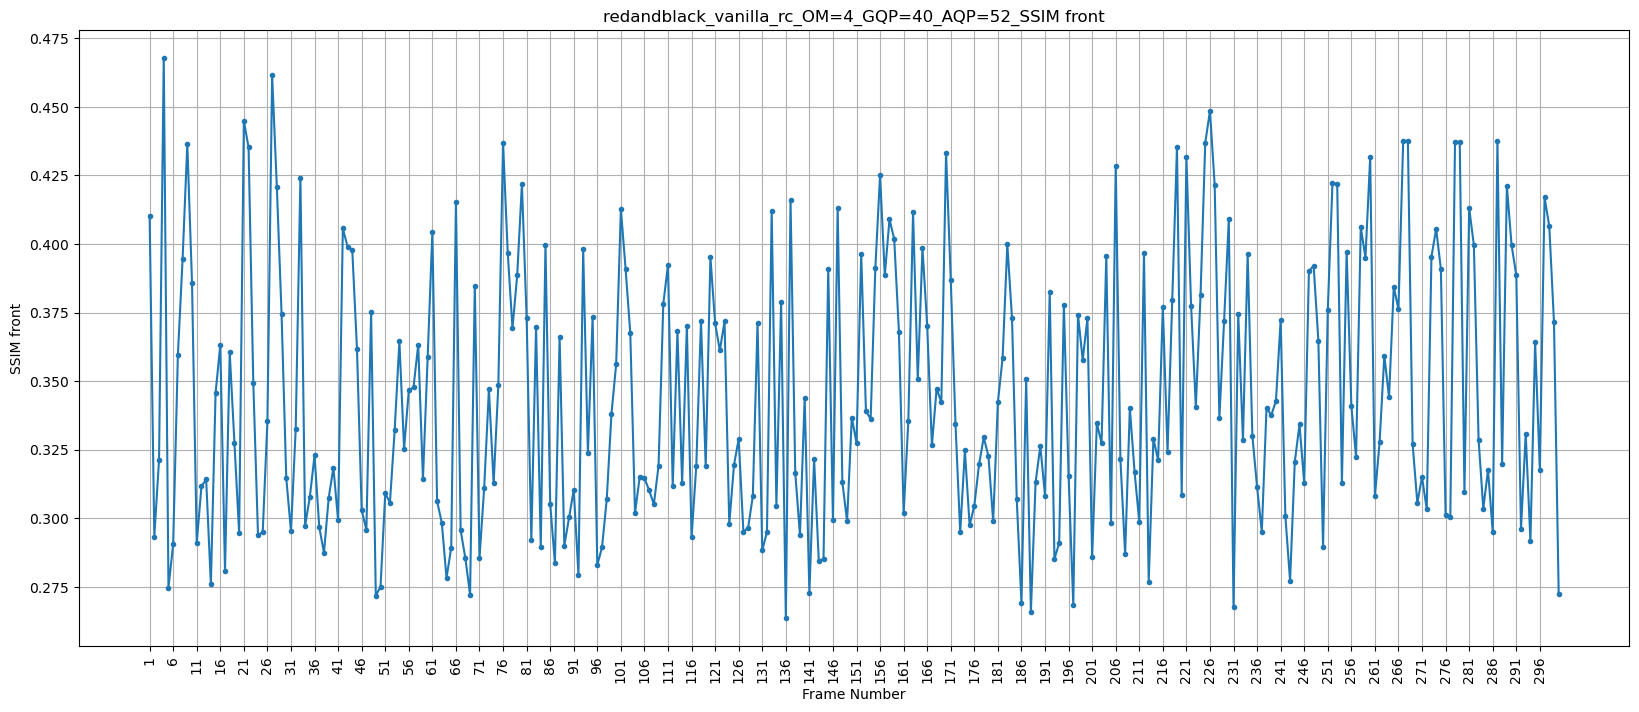 redandblack_vanilla_rc_OM=4_GQP=40_AQP=52_SSIM front
0.475
0.450
0.425
0.400
0.375
0.350
0.325
0.300
0.275
SSIM front
1 6 11 16 21 26 31 36 41 46 51 56 61 66 71 76 81 86 91 96 101 106 111 116 121 126 131 136 141 146 151 156 161 166 171 176 181 186 191 196 201 206 211 216 221 226 231 236 241 246 251 256 261 266 271 276 281 286 291 296
Frame Number